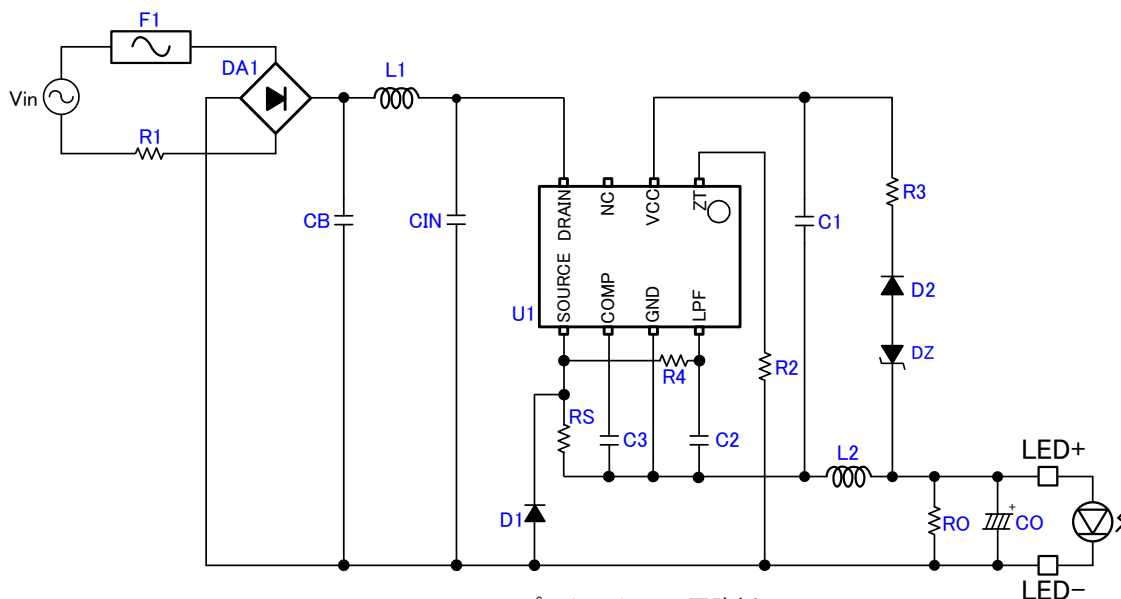 F1
DA1
L1
Vin
R1
CB
CIN
DRAIN
NC
VCC
ZT
SOURCE
COMP
GND
LPF
U1
C1
R3
D2
DZ
R2
R4
RS
C3
C2
L2
D1
RO
CO
+
LED+
LED-